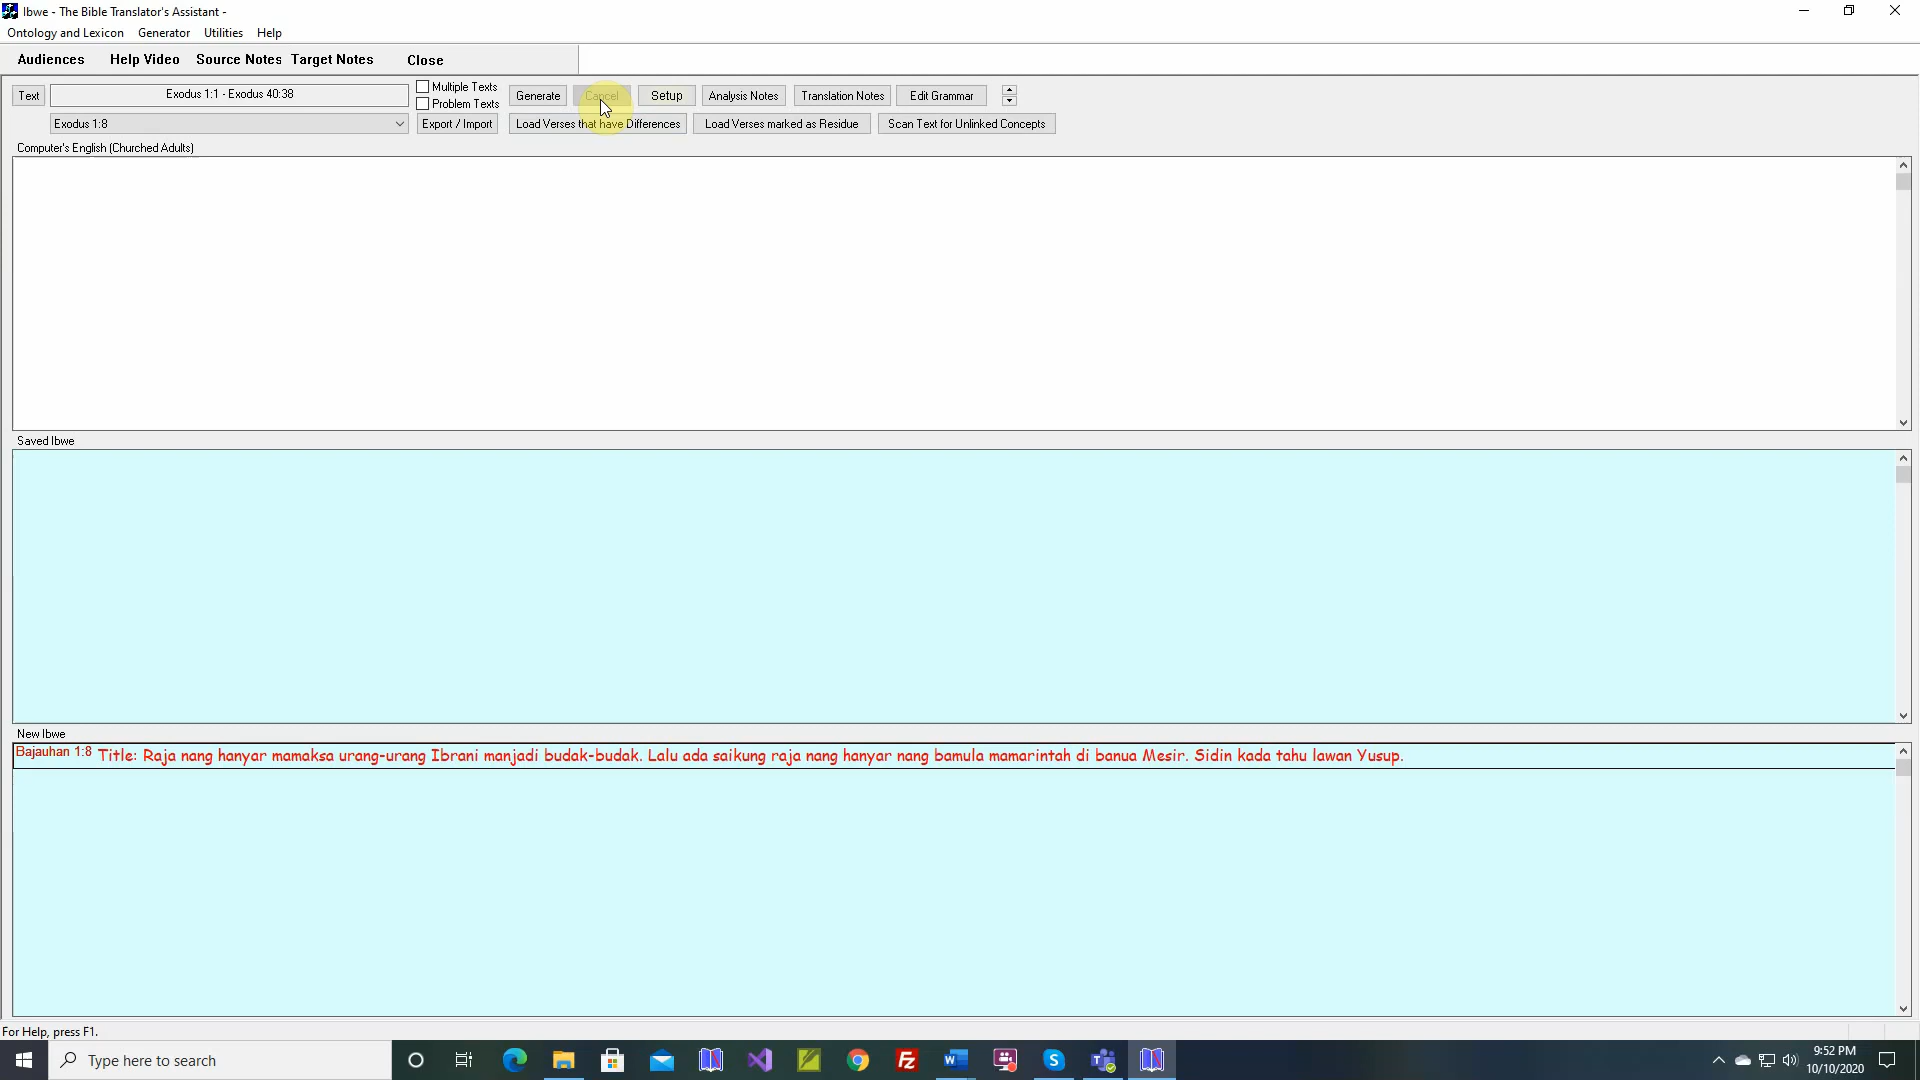 Ibwe - The Bible Translator's Assistant -
Ontology and Lexicon Generator Utilities Help
Audiences Help Video Source Notes Target Notes Close
Text Exodus 1:1 - Exodus 40:38 Multiple Texts Problem Texts Generate Cancel Setup Analysis Notes Translation Notes Edit Grammar
Exodus 1:8 Export / Import Load Verses that have Differences Load Verses marked as Residue Scan Text for Unlinked Concepts
Computer's English (Churched Adults)
Saved Ibwe
New Ibwe
Bajauhan 1:8 Title: Raja nang hanyar mamaksa urang-urang Ibrani manjadi budak-budak. Lalu ada saikung raja nang hanyar nang bamula mamarintah di banua Mesir. Sidin kada tahu lawan Yusup.
For Help, press F1.
Type here to search
9:52 PM
10/10/2020